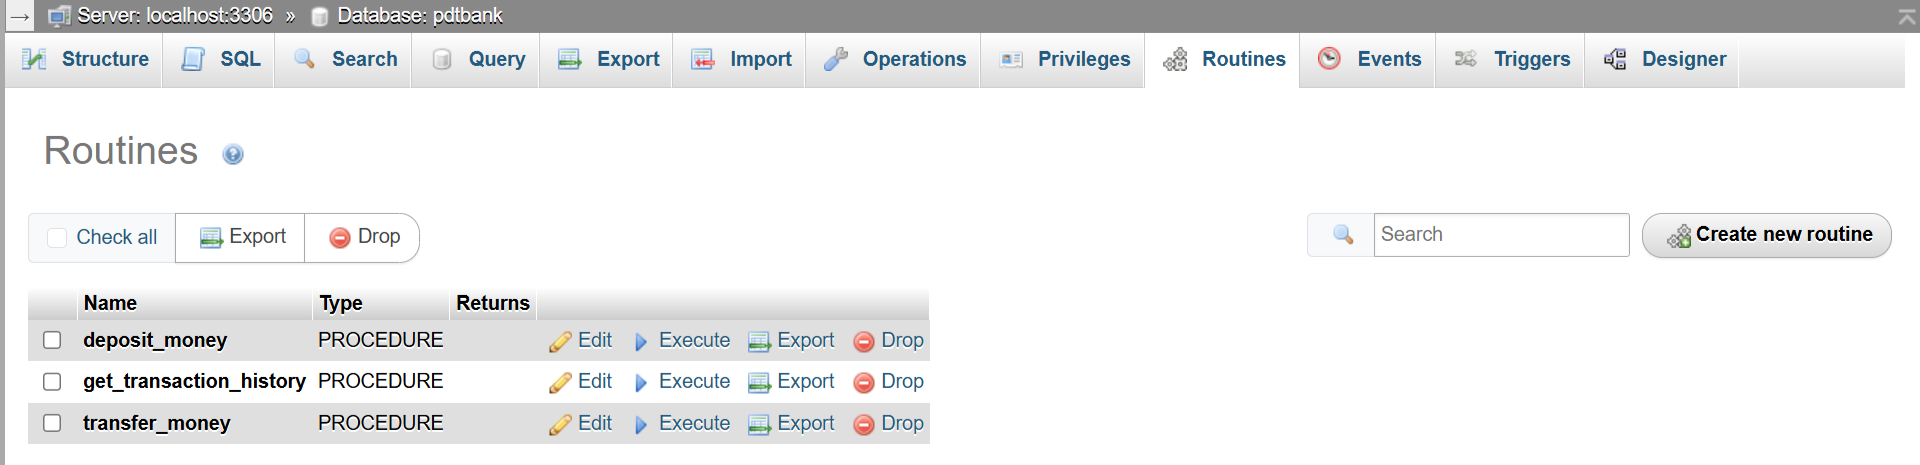 Server: localhost:3306 » Database: pdtbank
Structure SQL Search Query Export Import Operations Privileges Routines Events Triggers Designer
Routines
Check all Export Drop Search Create new routine
Name Type Returns
deposit_money PROCEDURE Edit Execute Export Drop
get_transaction_history PROCEDURE Edit Execute Export Drop
transfer_money PROCEDURE Edit Execute Export Drop